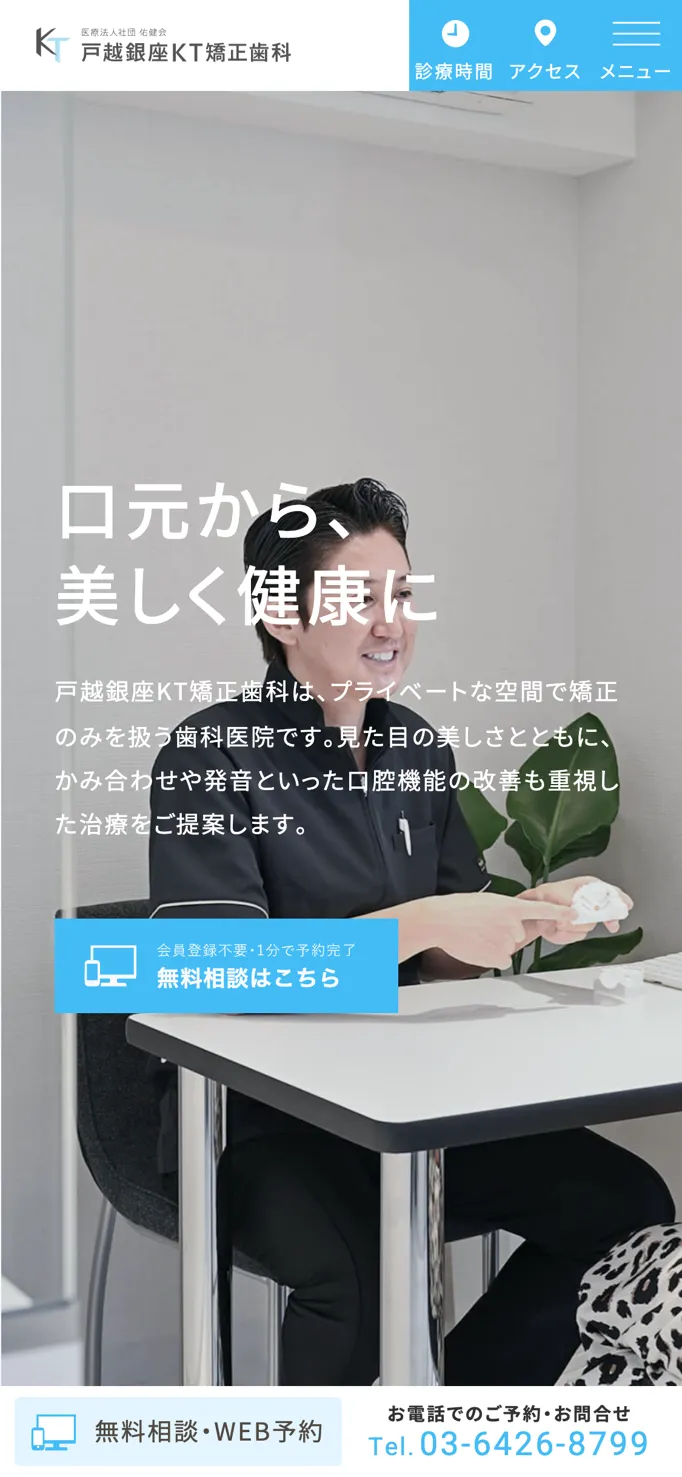 KT
医療法人社団 佑健会
戸越銀座KT矯正歯科
診療時間
アクセス
メニュー
口元から、
美しく健康に
戸越銀座KT矯正歯科は、プライベートな空間で矯正
のみを扱う歯科医院です。見た目の美しさとともに、
かみ合わせや発音といった口腔機能の改善も重視し
た治療をご提案します。
会員登録不要・1分で予約完了
無料相談はこちら
無料相談・WEB予約
お電話でのご予約・お問合せ
Tel.03-6426-8799